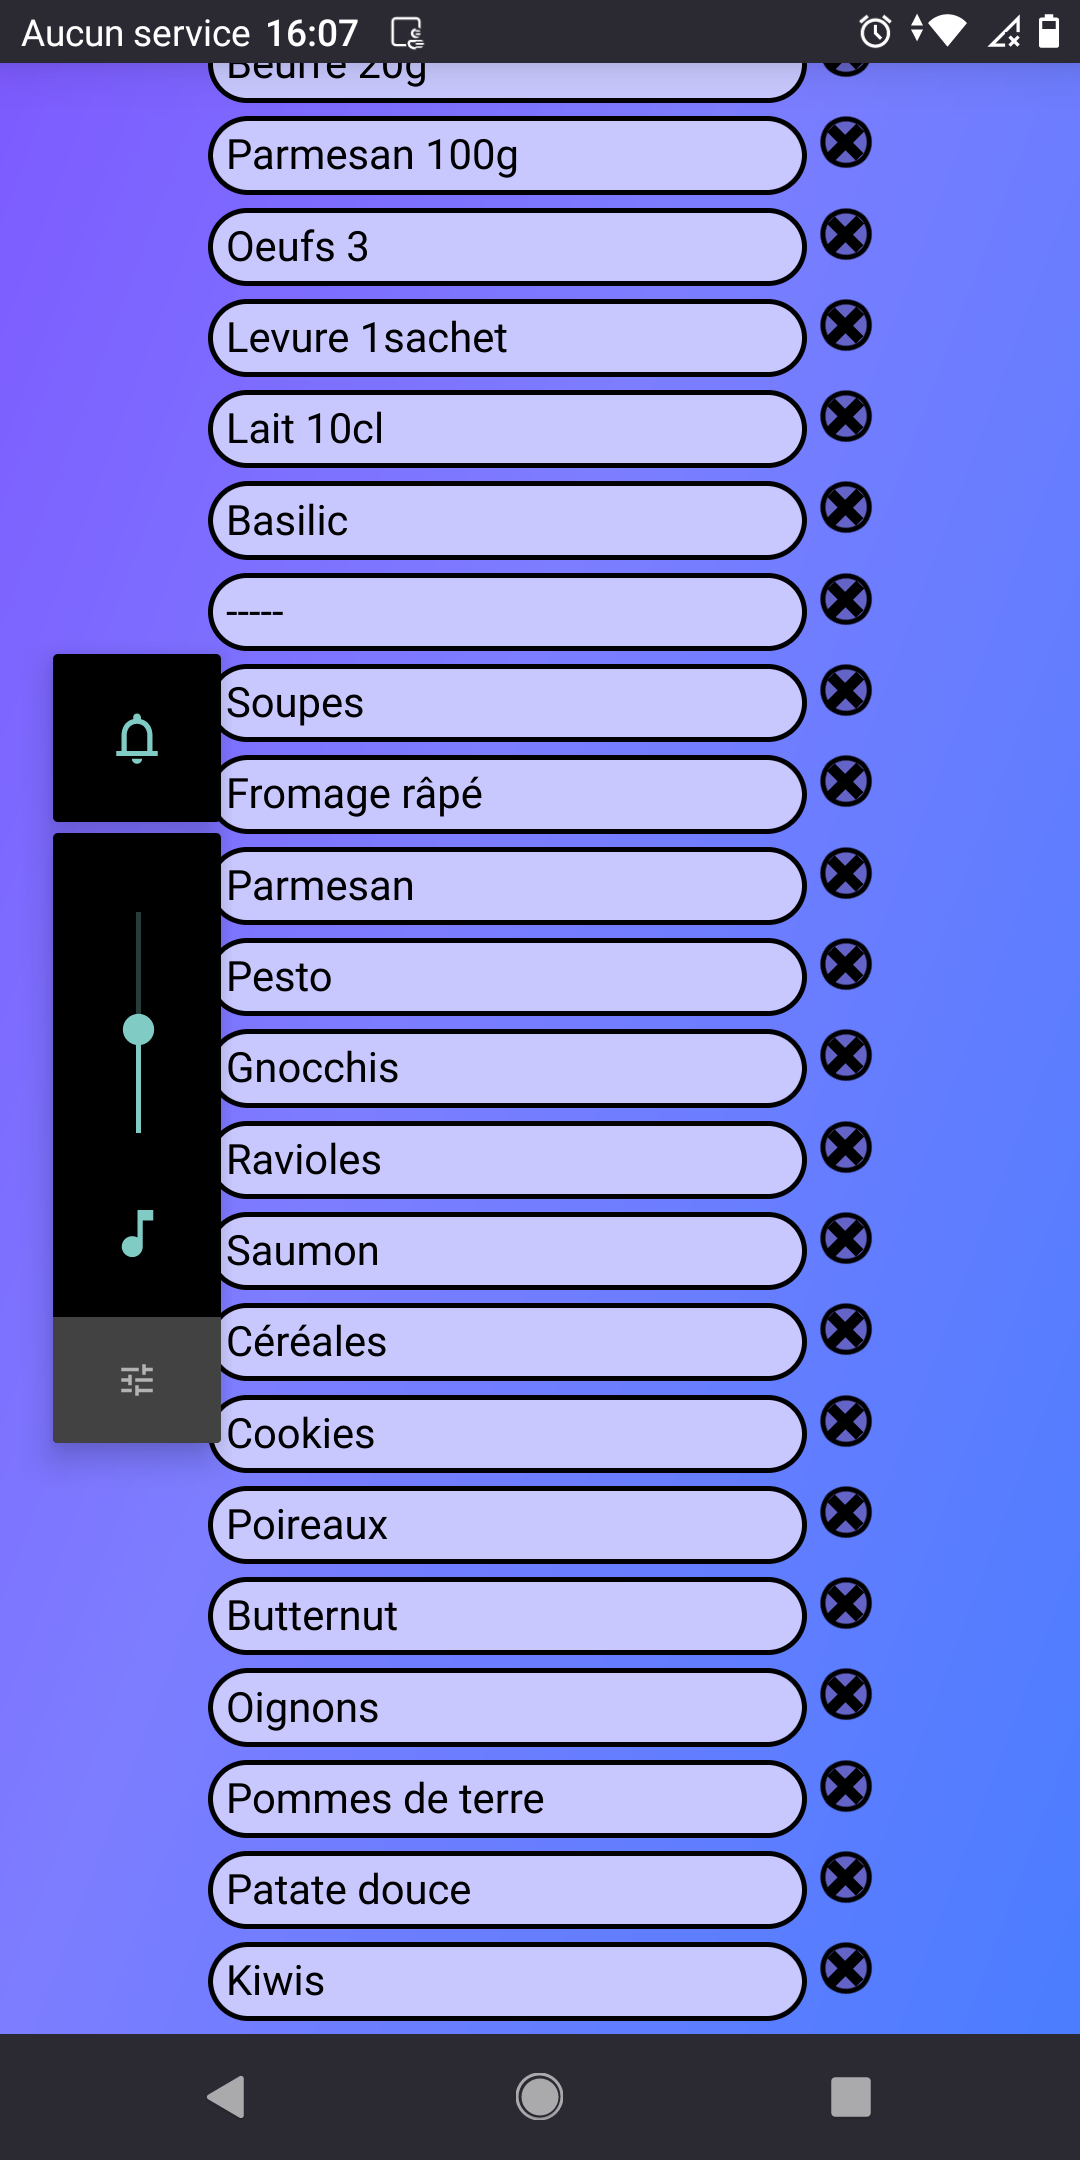 Aucun service 16:07
Beurre 20g
Parmesan 100g
Oeufs 3
Levure 1sachet
Lait 10cl
Basilic
-----
Soupes
Fromage râpé
Parmesan
Pesto
Gnocchis
Ravioles
Saumon
Céréales
Cookies
Poireaux
Butternut
Oignons
Pommes de terre
Patate douce
Kiwis